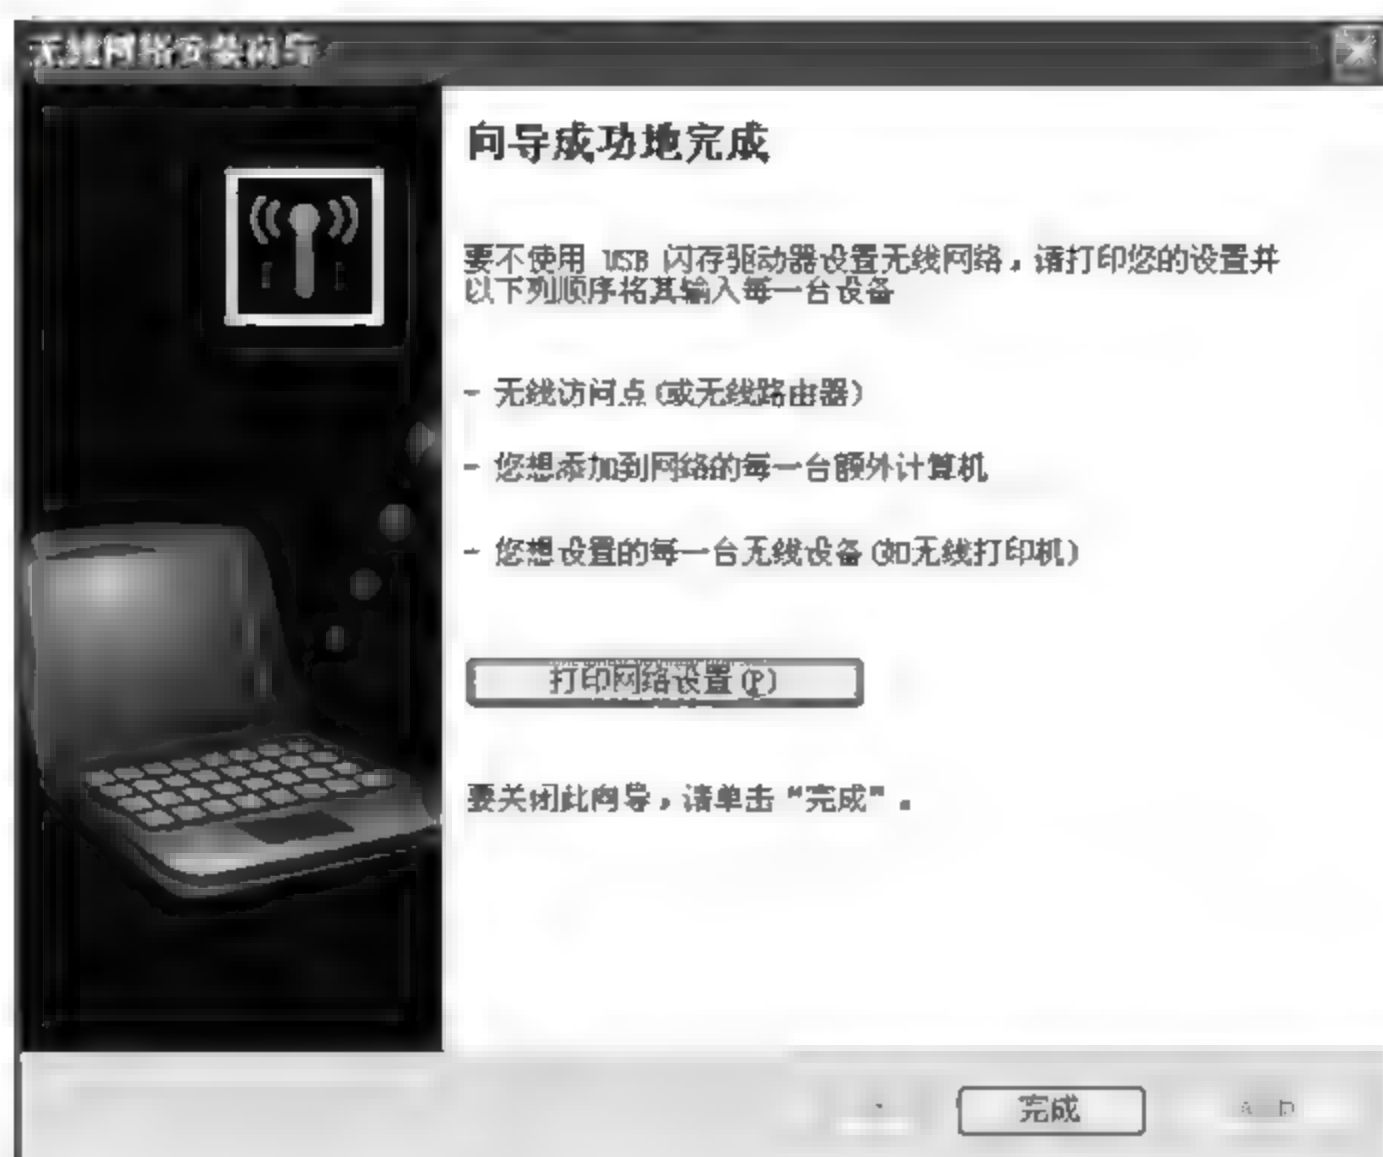 无线网络安装向导
向导成功地完成
要不使用 USB 闪存驱动器设置无线网络，请打印您的设置并
以下列顺序将其输入每一台设备
- 无线访问点(或无线路由器)
- 您想添加到网络的每一台额外计算机
- 您想设置的每一台无线设备(如无线打印机)
打印网络设置(P)
要关闭此向导，请单击“完成”。
完成